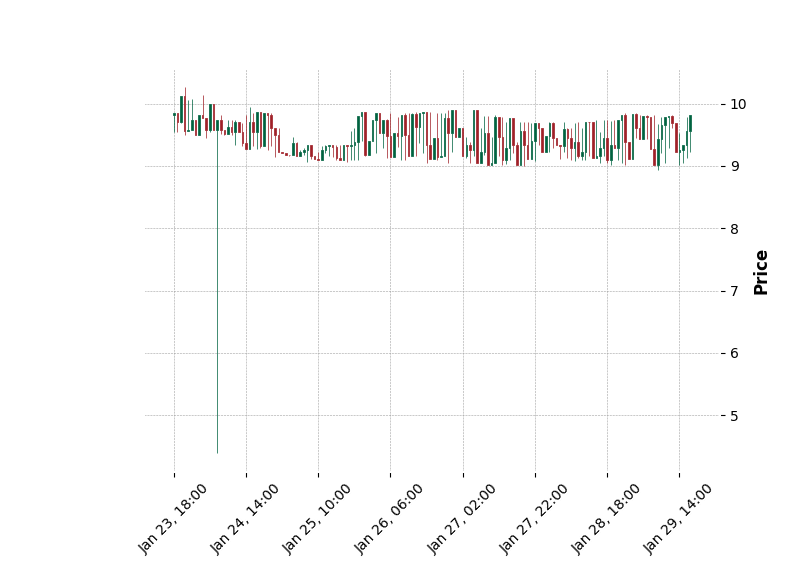 10
9
8
7
6
5
Price
Jan 23, 18:00
Jan 24, 14:00
Jan 25, 10:00
Jan 26, 06:00
Jan 27, 02:00
Jan 27, 22:00
Jan 28, 18:00
Jan 29, 14:00